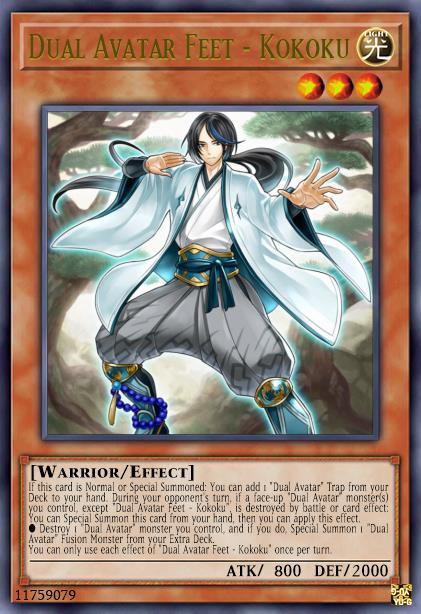 DUAL AVATAR FEET - KOKOKU
LIGHT
光
[WARRIOR/EFFECT]
If this card is Normal or Special Summoned: You can add 1 "Dual Avatar" Trap from your
Deck to your hand. During your opponent's turn, if a face-up "Dual Avatar" monster(s)
you control, except "Dual Avatar Feet - Kokoku", is destroyed by battle or card effect:
You can Special Summon this card from your hand, then you can apply this effect.
● Destroy 1 "Dual Avatar" monster you control, and if you do, Special Summon 1 "Dual
Avatar" Fusion Monster from your Extra Deck.
You can only use each effect of "Dual Avatar Feet - Kokoku" once per turn.
ATK/ 800 DEF/2000
11759079